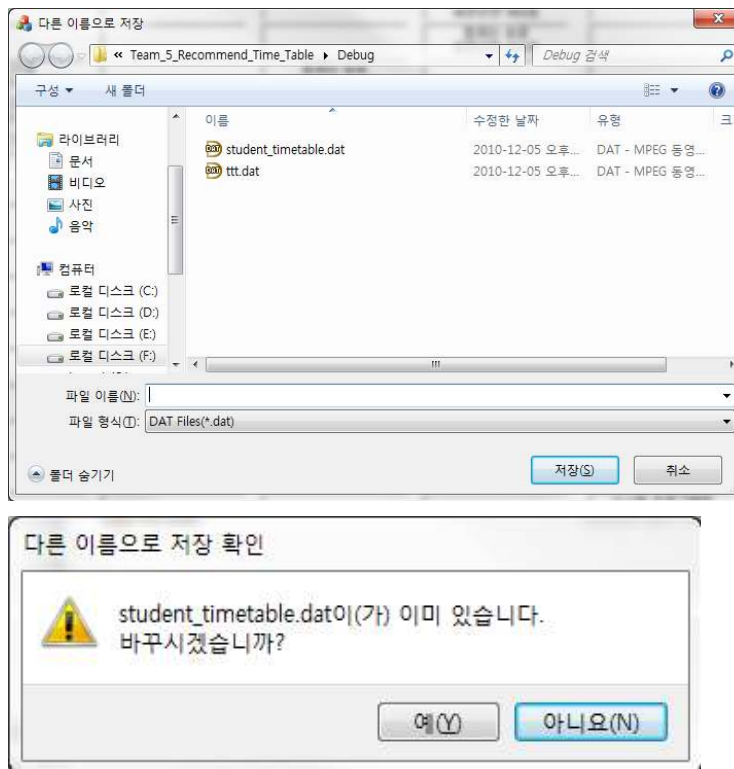 다른 이름으로 저장
« Team_5_Recommend_Time_Table ▸ Debug
Debug 검색
구성 새 폴더
이름 수정한 날짜 유형 크
라이브러리
문서
비디오
사진
음악
컴퓨터
로컬 디스크 (C:)
로컬 디스크 (D:)
로컬 디스크 (E:)
로컬 디스크 (F:)
student_timetable.dat 2010-12-05 오후... DAT - MPEG 동영...
ttt.dat 2010-12-05 오후... DAT - MPEG 동영...
파일 이름(N):
파일 형식(T): DAT Files(*.dat)
폴더 숨기기
저장(S) 취소
다른 이름으로 저장 확인
student_timetable.dat이(가) 이미 있습니다.
바꾸시겠습니까?
예(Y) 아니요(N)